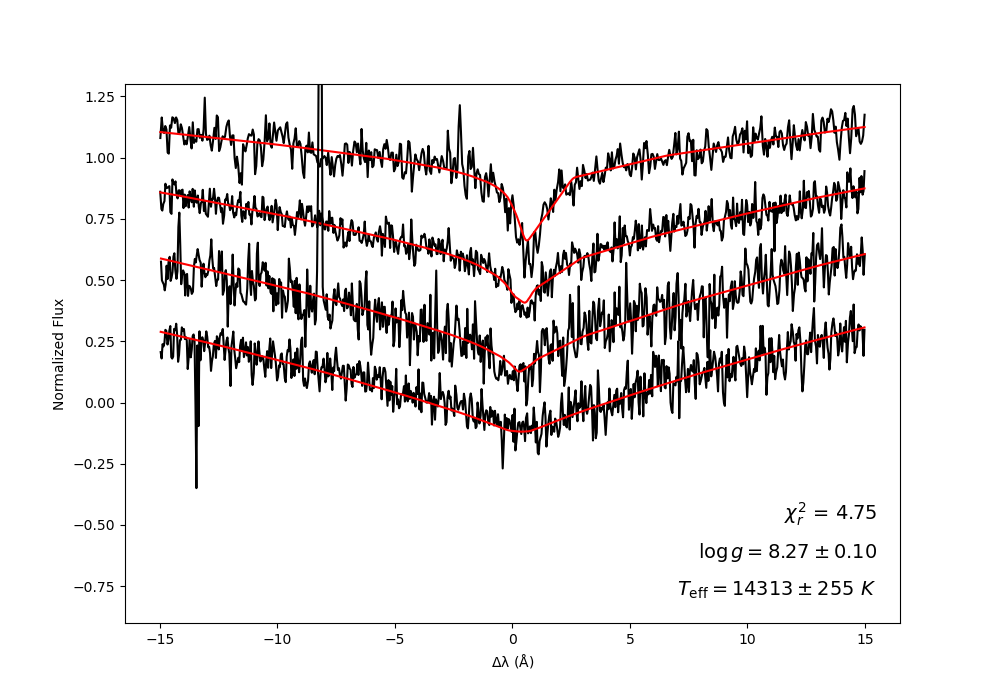 1.25
1.00
0.75
0.50
0.25
0.00
−0.25
−0.50
−0.75
Normalized Flux
χ²ᵣ = 4.75
log g = 8.27 ± 0.10
T_eff = 14313 ± 255 K
−15 −10 −5 0 5 10 15
Δλ (Å)